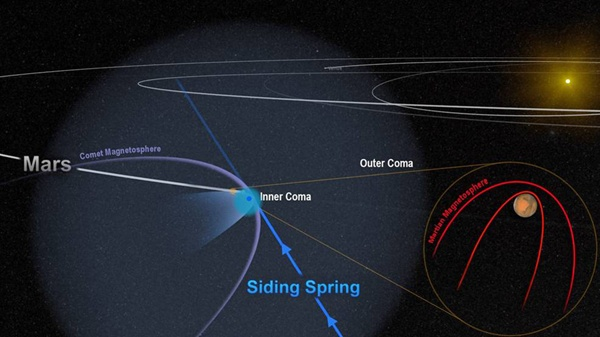 Comet Magnetosphere
Mars
Outer Coma
Inner Coma
Martian Magnetosphere
Siding Spring